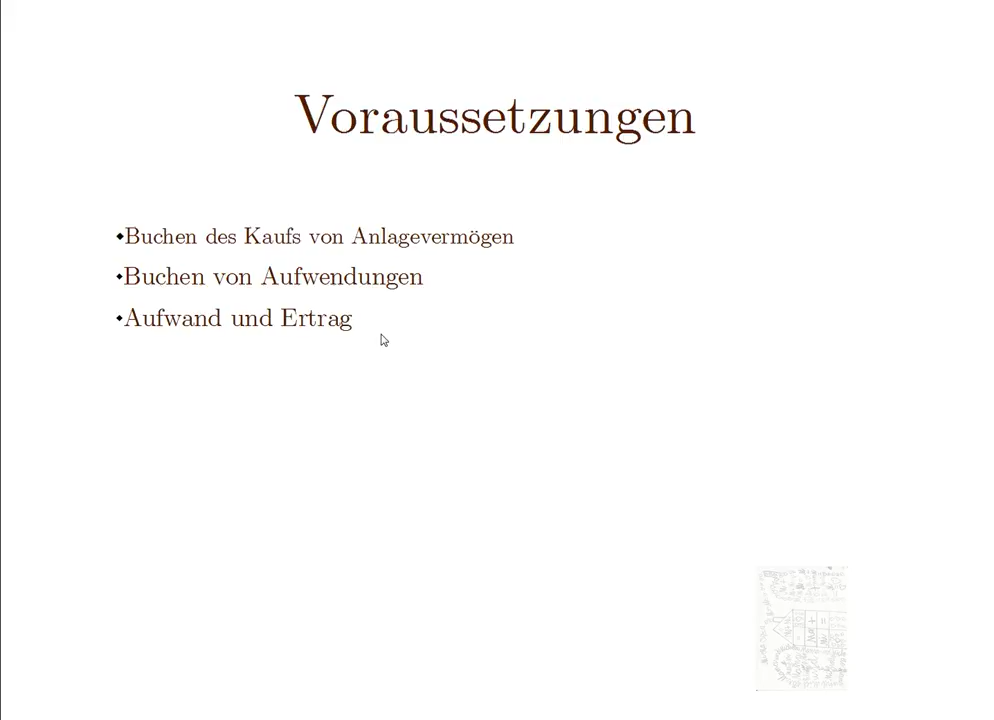 Voraussetzungen
Buchen des Kaufs von Anlagevermögen
Buchen von Aufwendungen
Aufwand und Ertrag